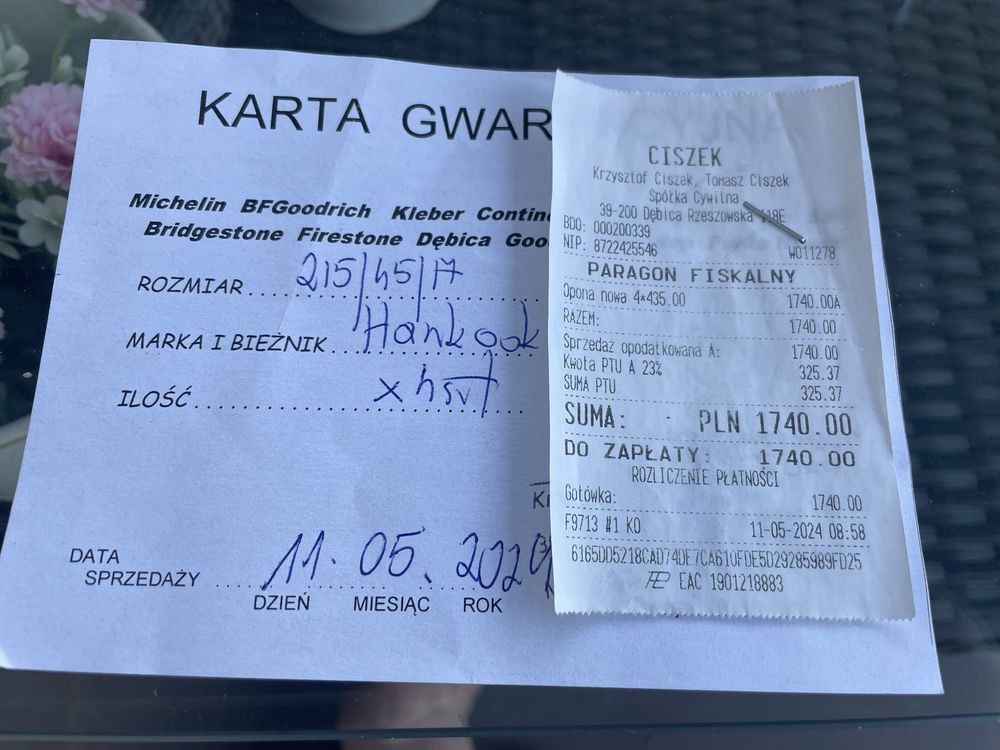 KARTA GWAR
Michelin BFGoodrich Kleber Contin
Bridgestone Firestone Dębica Goo
ROZMIAR 215/45/17
MARKA I BIEŻNIK Hankook
ILOŚĆ x 4szt
DATA
SPRZEDAŻY 11. 05. 202
DZIEŃ MIESIĄC ROK
CISZEK
Krzysztof Ciszek, Tomasz Ciszek
Spółka Cywilna
39-200 Dębica Rzeszowska 118E
BDO: 000200339
NIP: 8722425546 W011278
PARAGON FISKALNY
Opona nowa 4*435.00 1740.00A
RAZEM: 1740.00
Sprzedaż opodatkowana A: 1740.00
Kwota PTU A 23% 325.37
SUMA PTU 325.37
SUMA: PLN 1740.00
DO ZAPŁATY: 1740.00
ROZLICZENIE PŁATNOŚCI
Gotówka: 1740.00
F9713 #1 KO 11-05-2024 08:58
6165DD5218CAD74DE7CA610FDE5D29285989FD25
EAC 1901218883